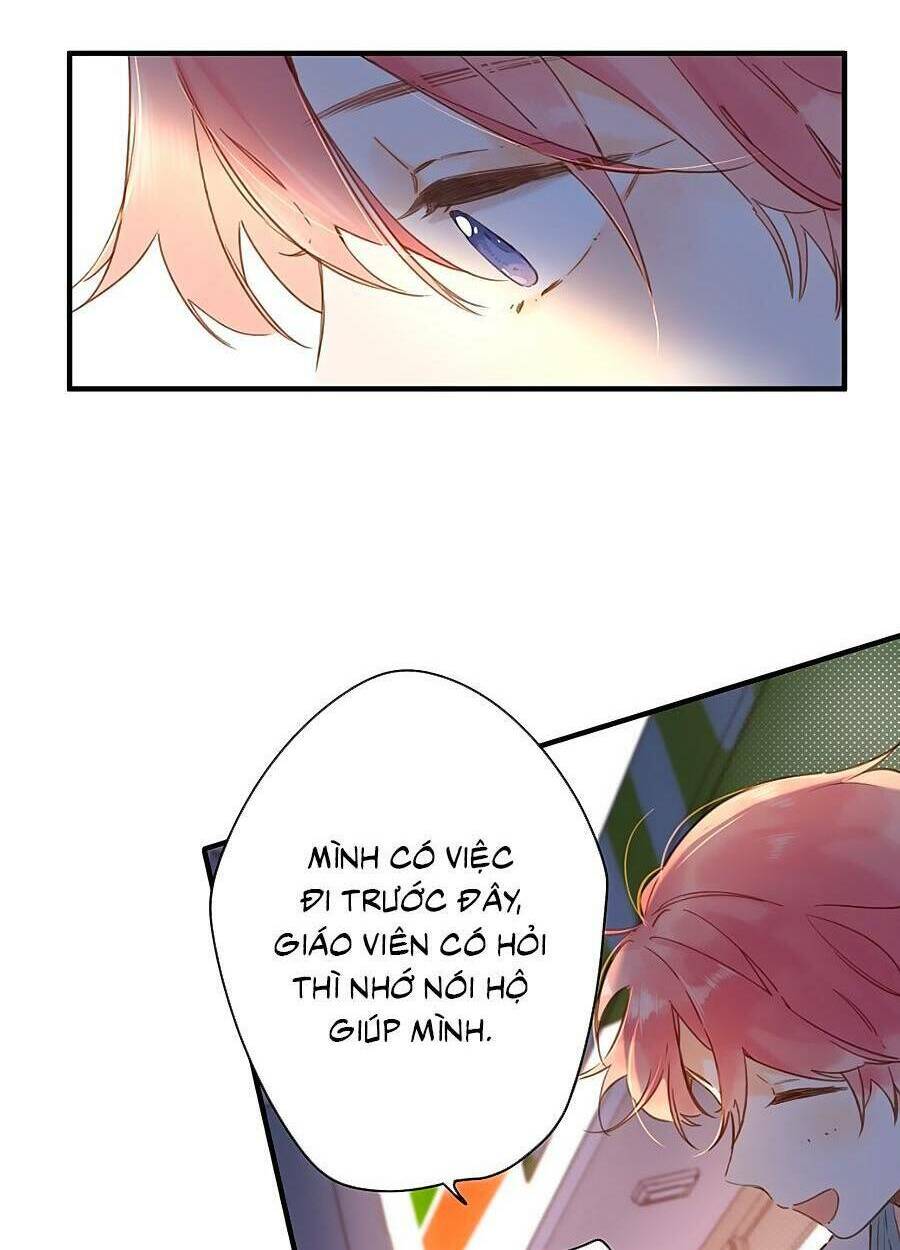 MÌNH CÓ VIỆC
ĐI TRƯỚC ĐÂY,
GIÁO VIÊN CÓ HỎI
THÌ NHỚ NÓI HỘ
GIÚP MÌNH.